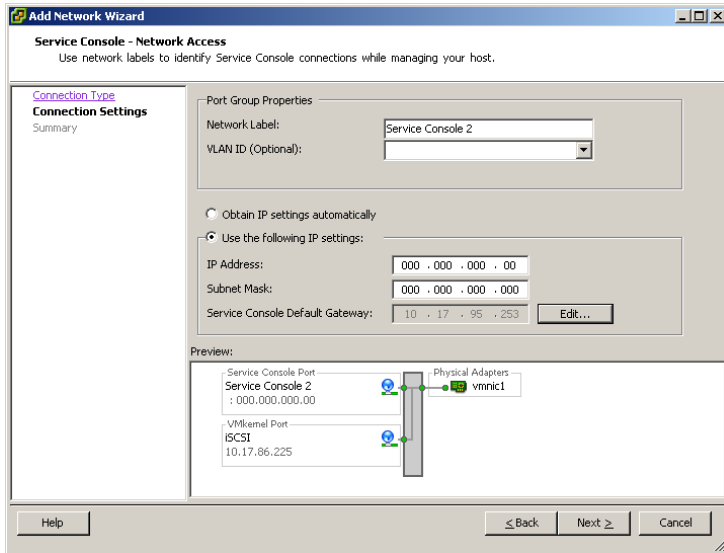 Add Network Wizard
Service Console - Network Access
Use network labels to identify Service Console connections while managing your host.
Connection Type
Connection Settings
Summary
Port Group Properties
Network Label: Service Console 2
VLAN ID (Optional):
Obtain IP settings automatically
Use the following IP settings:
IP Address: 000 . 000 . 000 . 00
Subnet Mask: 000 . 000 . 000 . 000
Service Console Default Gateway: 10 . 17 . 95 . 253 Edit...
Preview:
Service Console Port
Service Console 2
: 000.000.000.00
Physical Adapters
vmnic1
VMkernel Port
iSCSI
10.17.86.225
Help < Back Next > Cancel